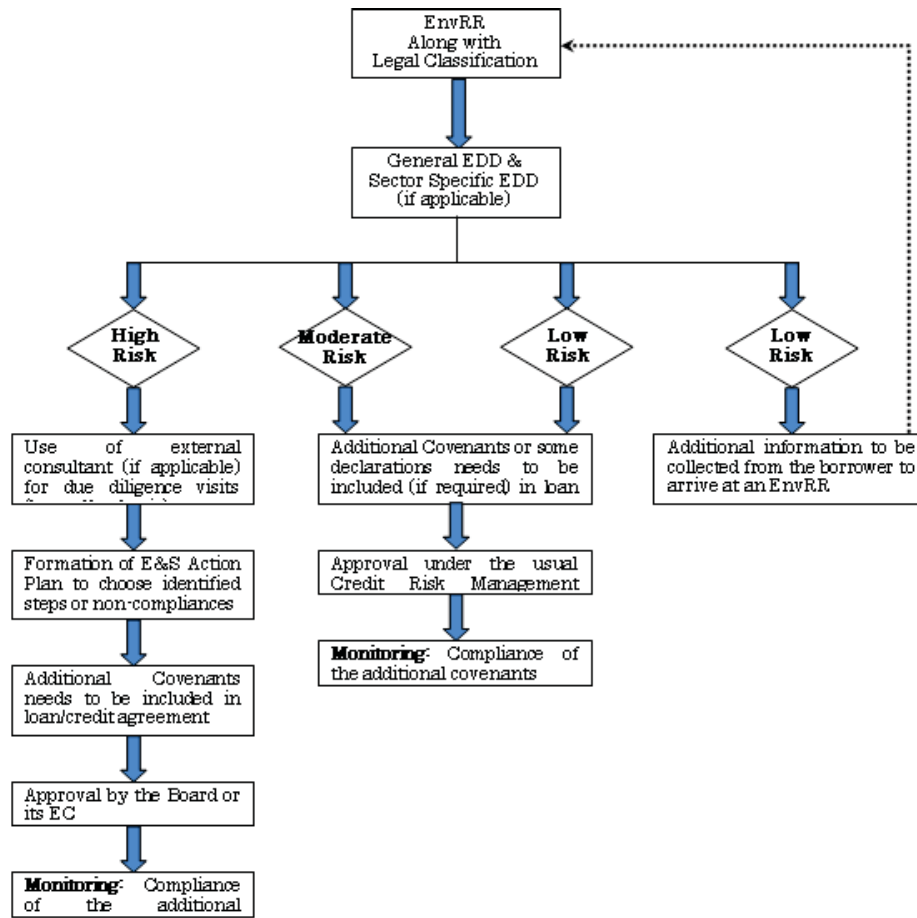 EnvRR
Along with
Legal Classification
General EDD &
Sector Specific EDD
(if applicable)
High
Risk
Moderate
Risk
Low
Risk
Low
Risk
Use of external
consultant (if applicable)
for due diligence visits
Formation of E&S Action
Plan to choose identified
steps or non-compliances
Additional Covenants
needs to be included in
loan/credit agreement
Approval by the Board or
its EC
Monitoring: Compliance
of the additional
Additional Covenants or some
declarations needs to be
included (if required) in loan
Approval under the usual
Credit Risk Management
Monitoring: Compliance of
the additional covenants
Additional information to be
collected from the borrower to
arrive at an EnvRR